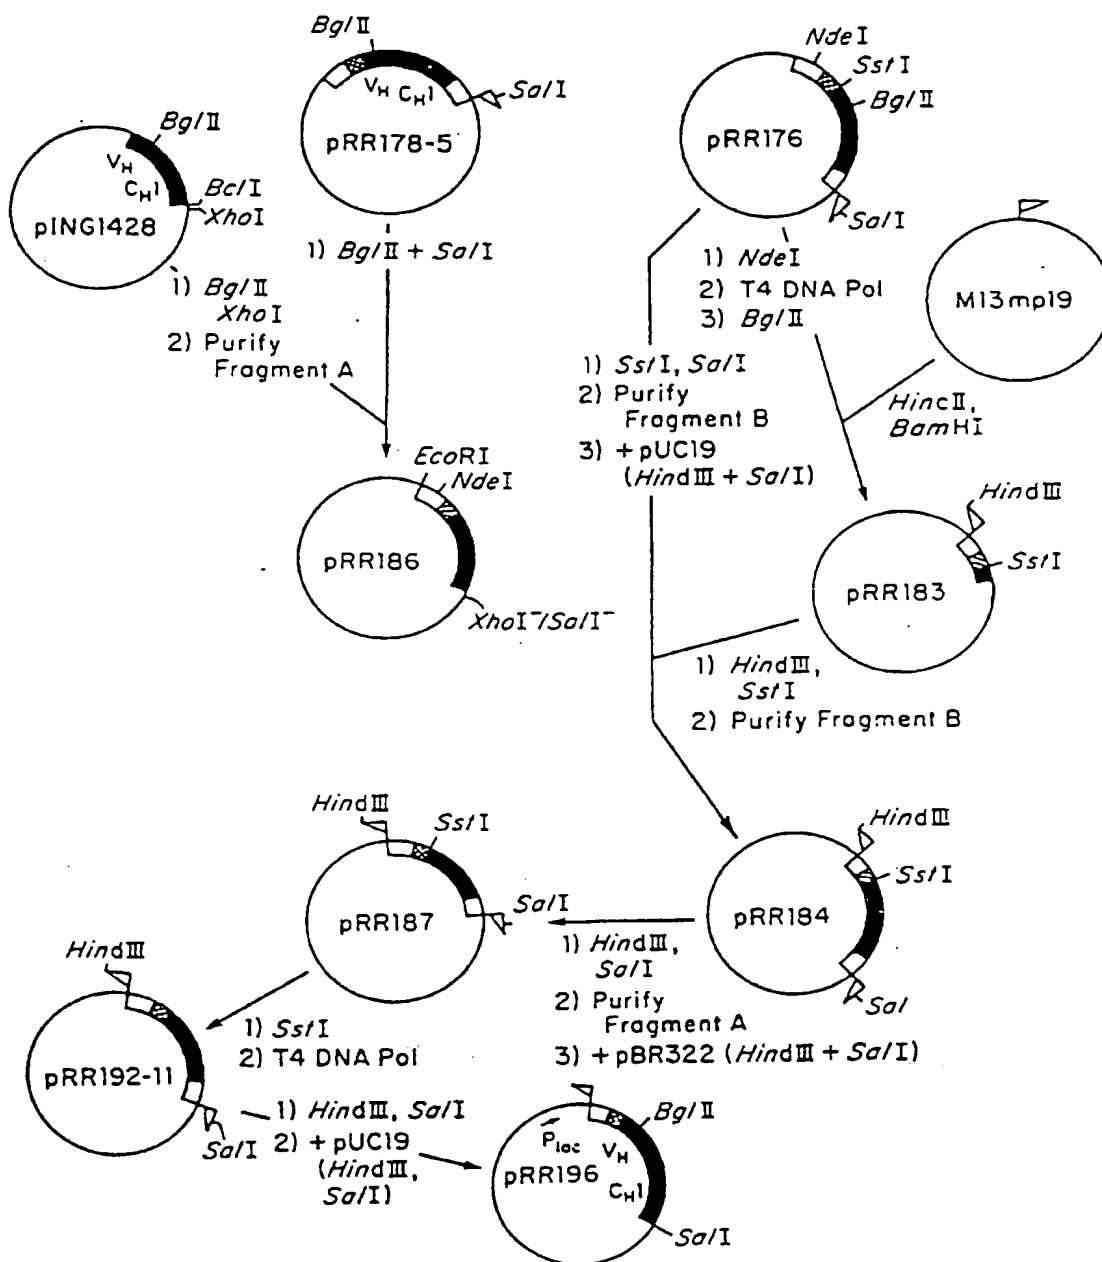 BglII
VH CH1
SalI
pRR178-5
BglII
VH
CH1
BclI
XhoI
pING1428
1) BglII
XhoI
2) Purify
Fragment A
1) BglII + SalI
EcoRI
NdeI
pRR186
XhoI⁻/SalI⁻
NdeI
SstI
BglII
pRR176
SalI
1) NdeI
2) T4 DNA Pol
3) BglII
M13mp19
HincII,
BamHI
1) SstI, SalI
2) Purify
Fragment B
3) + pUC19
(HindIII + SalI)
HindIII
SstI
pRR183
1) HindIII,
SstI
2) Purify Fragment B
HindIII
SstI
pRR184
Sal
1) HindIII,
SalI
2) Purify
Fragment A
3) + pBR322 (HindIII + SalI)
HindIII
SstI
SalI
pRR187
1) SstI
2) T4 DNA Pol
HindIII
pRR192-11
SalI
1) HindIII, SalI
2) + pUC19
(HindIII,
SalI)
BglII
Plac
VH
pRR196
CH1
SalI